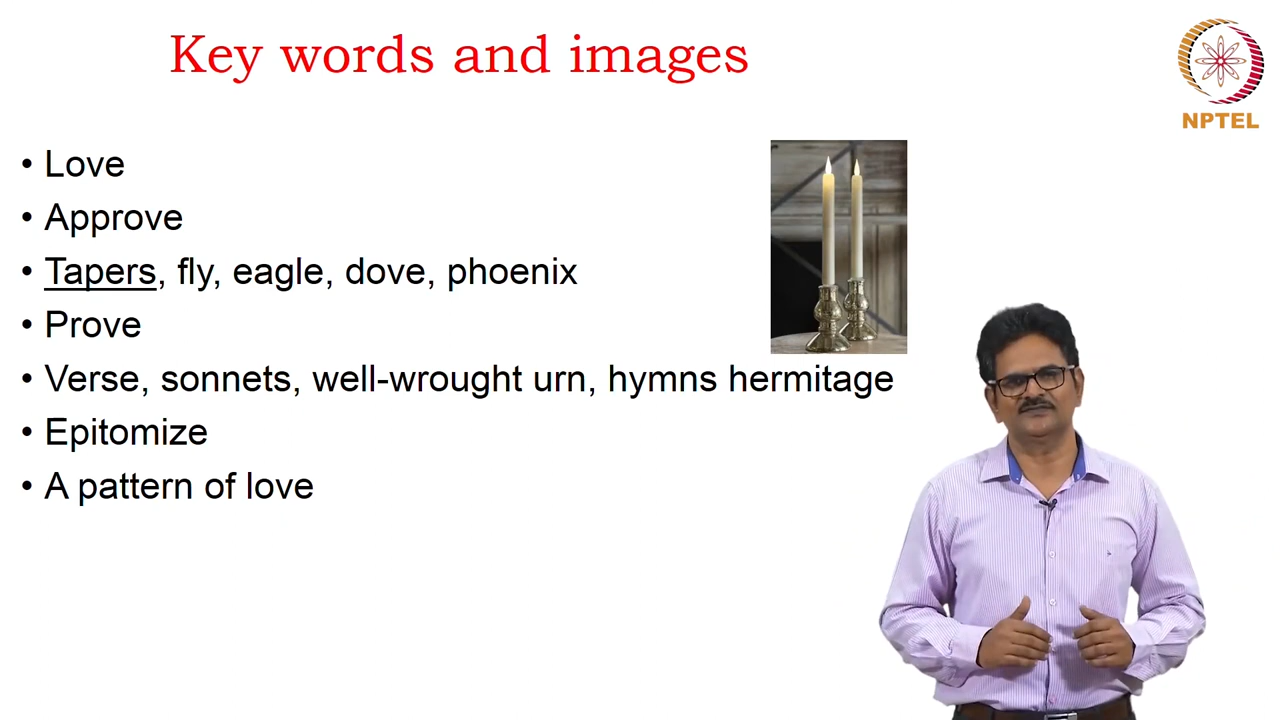 Key words and images
NPTEL
• Love
• Approve
• Tapers, fly, eagle, dove, phoenix
• Prove
• Verse, sonnets, well-wrought urn, hymns hermitage
• Epitomize
• A pattern of love